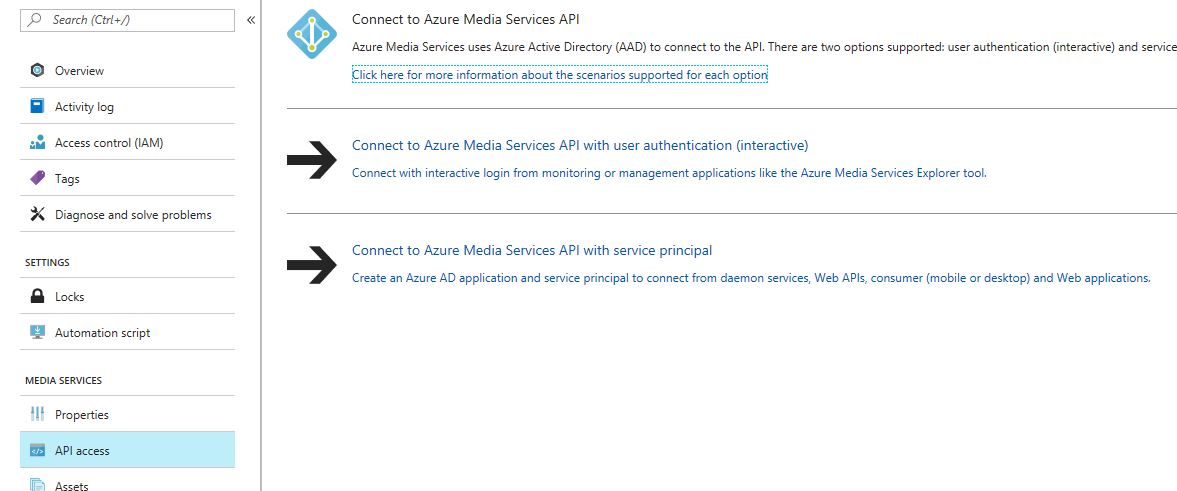 Search (Ctrl+/)
«
Overview
Activity log
Access control (IAM)
Tags
Diagnose and solve problems
SETTINGS
Locks
Automation script
MEDIA SERVICES
Properties
API access
Assets
Connect to Azure Media Services API
Azure Media Services uses Azure Active Directory (AAD) to connect to the API. There are two options supported: user authentication (interactive) and service
Click here for more information about the scenarios supported for each option
Connect to Azure Media Services API with user authentication (interactive)
Connect with interactive login from monitoring or management applications like the Azure Media Services Explorer tool.
Connect to Azure Media Services API with service principal
Create an Azure AD application and service principal to connect from daemon services, Web APIs, consumer (mobile or desktop) and Web applications.